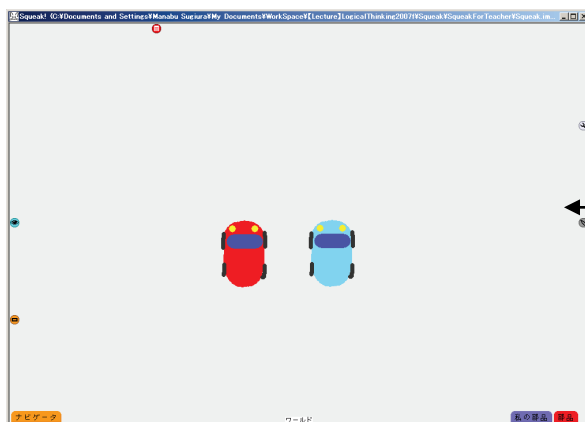 Squeak! (C:¥Documents and Settings¥Manabu Sugiura¥My Documents¥WorkSpace¥【Lecture】LogicalThinking2007f¥Squeak¥SqueakForTeacher¥Squeak.im...
ナビゲータ
ワールド
私の部品
部品